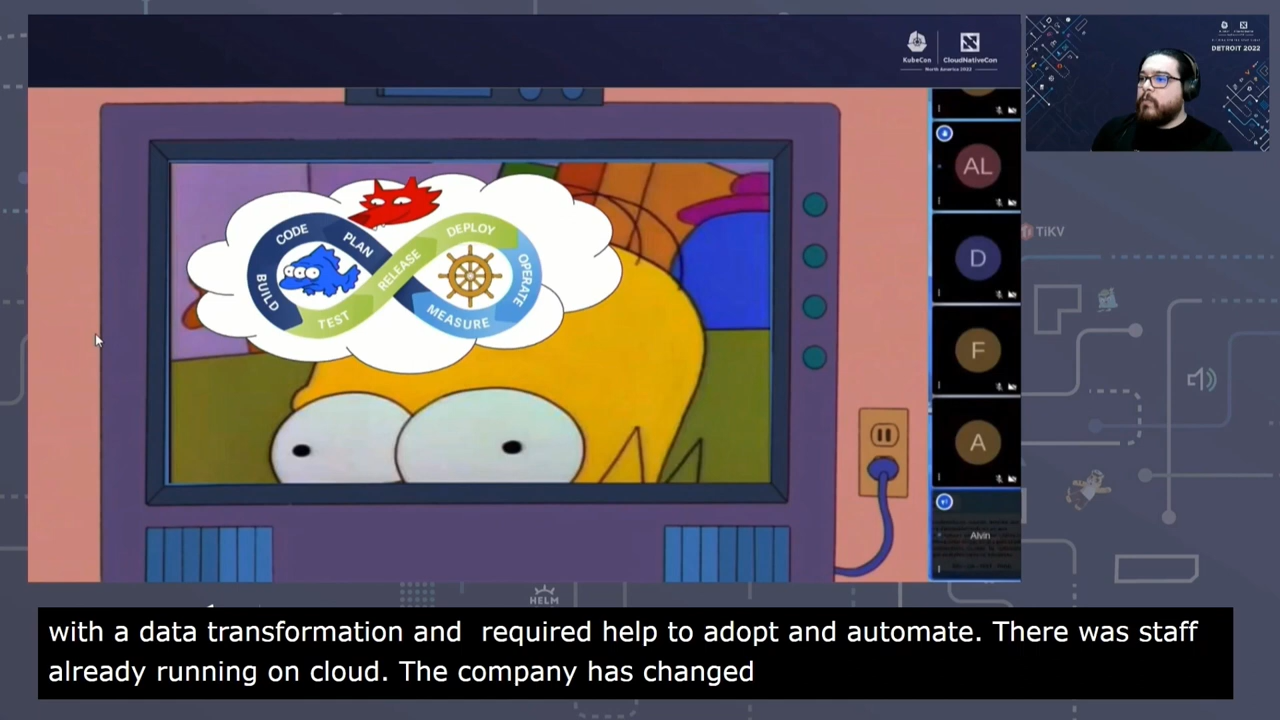 KubeCon
CloudNativeCon
North America 2022
DETROIT 2022
AL
D
F
A
Alvin
CODE
PLAN
BUILD
TEST
RELEASE
DEPLOY
OPERATE
MEASURE
TiKV
HELM
with a data transformation and  required help to adopt and automate. There was staff
already running on cloud. The company has changed